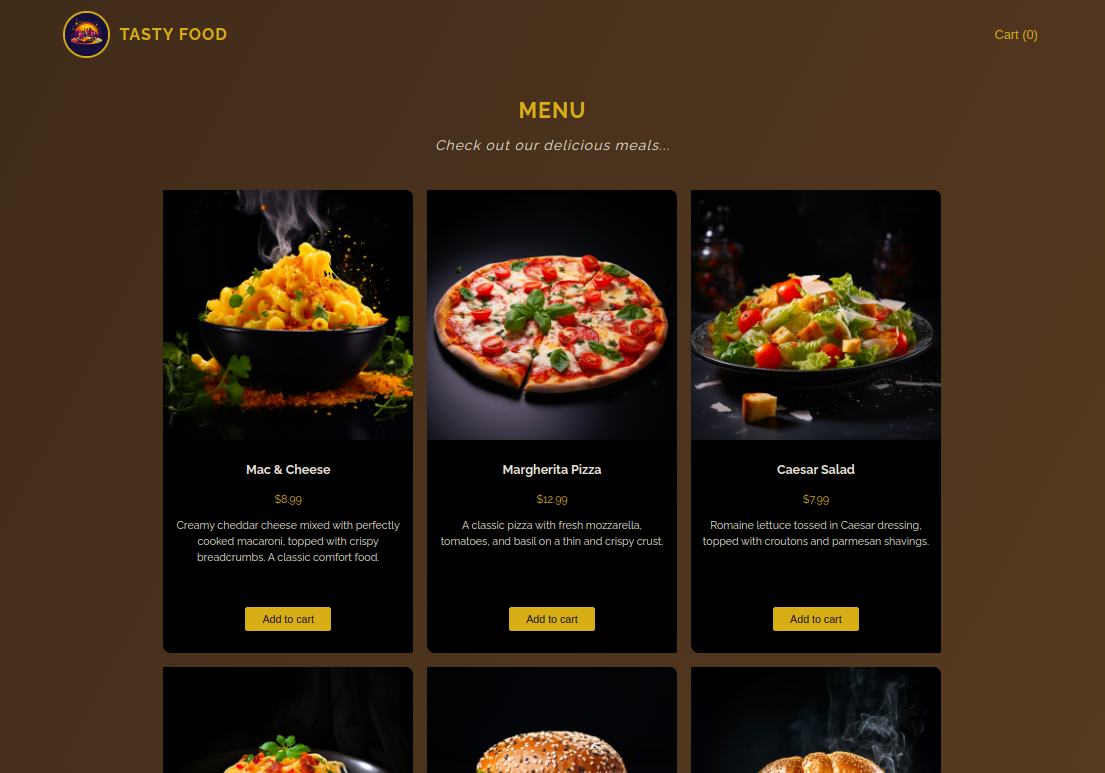 TASTY FOOD
Cart (0)
MENU
Check out our delicious meals...
Mac & Cheese
$8.99
Creamy cheddar cheese mixed with perfectly
cooked macaroni, topped with crispy
breadcrumbs. A classic comfort food.
Add to cart
Margherita Pizza
$12.99
A classic pizza with fresh mozzarella,
tomatoes, and basil on a thin and crispy crust.
Add to cart
Caesar Salad
$7.99
Romaine lettuce tossed in Caesar dressing,
topped with croutons and parmesan shavings.
Add to cart